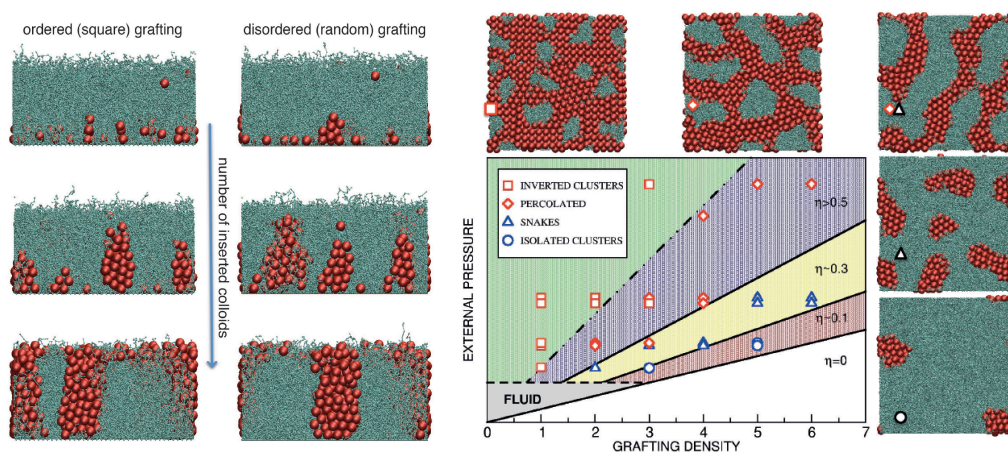 ordered (square) grafting
disordered (random) grafting
number of inserted colloids
INVERTED CLUSTERS
PERCOLATED
SNAKES
ISOLATED CLUSTERS
η>0.5
η~0.3
η~0.1
η=0
FLUID
EXTERNAL PRESSURE
0 1 2 3 4 5 6 7
GRAFTING DENSITY